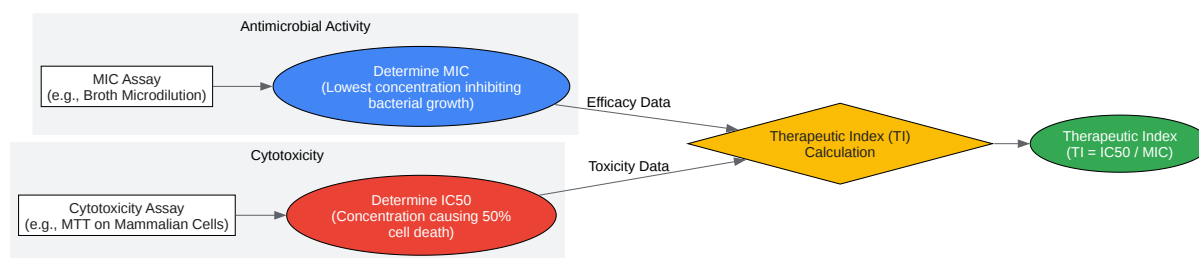 Antimicrobial Activity
MIC Assay
(e.g., Broth Microdilution)
Determine MIC
(Lowest concentration inhibiting
bacterial growth)
Efficacy Data
Cytotoxicity
Cytotoxicity Assay
(e.g., MTT on Mammalian Cells)
Determine IC50
(Concentration causing 50%
cell death)
Toxicity Data
Therapeutic Index (TI)
Calculation
Therapeutic Index
(TI = IC50 / MIC)